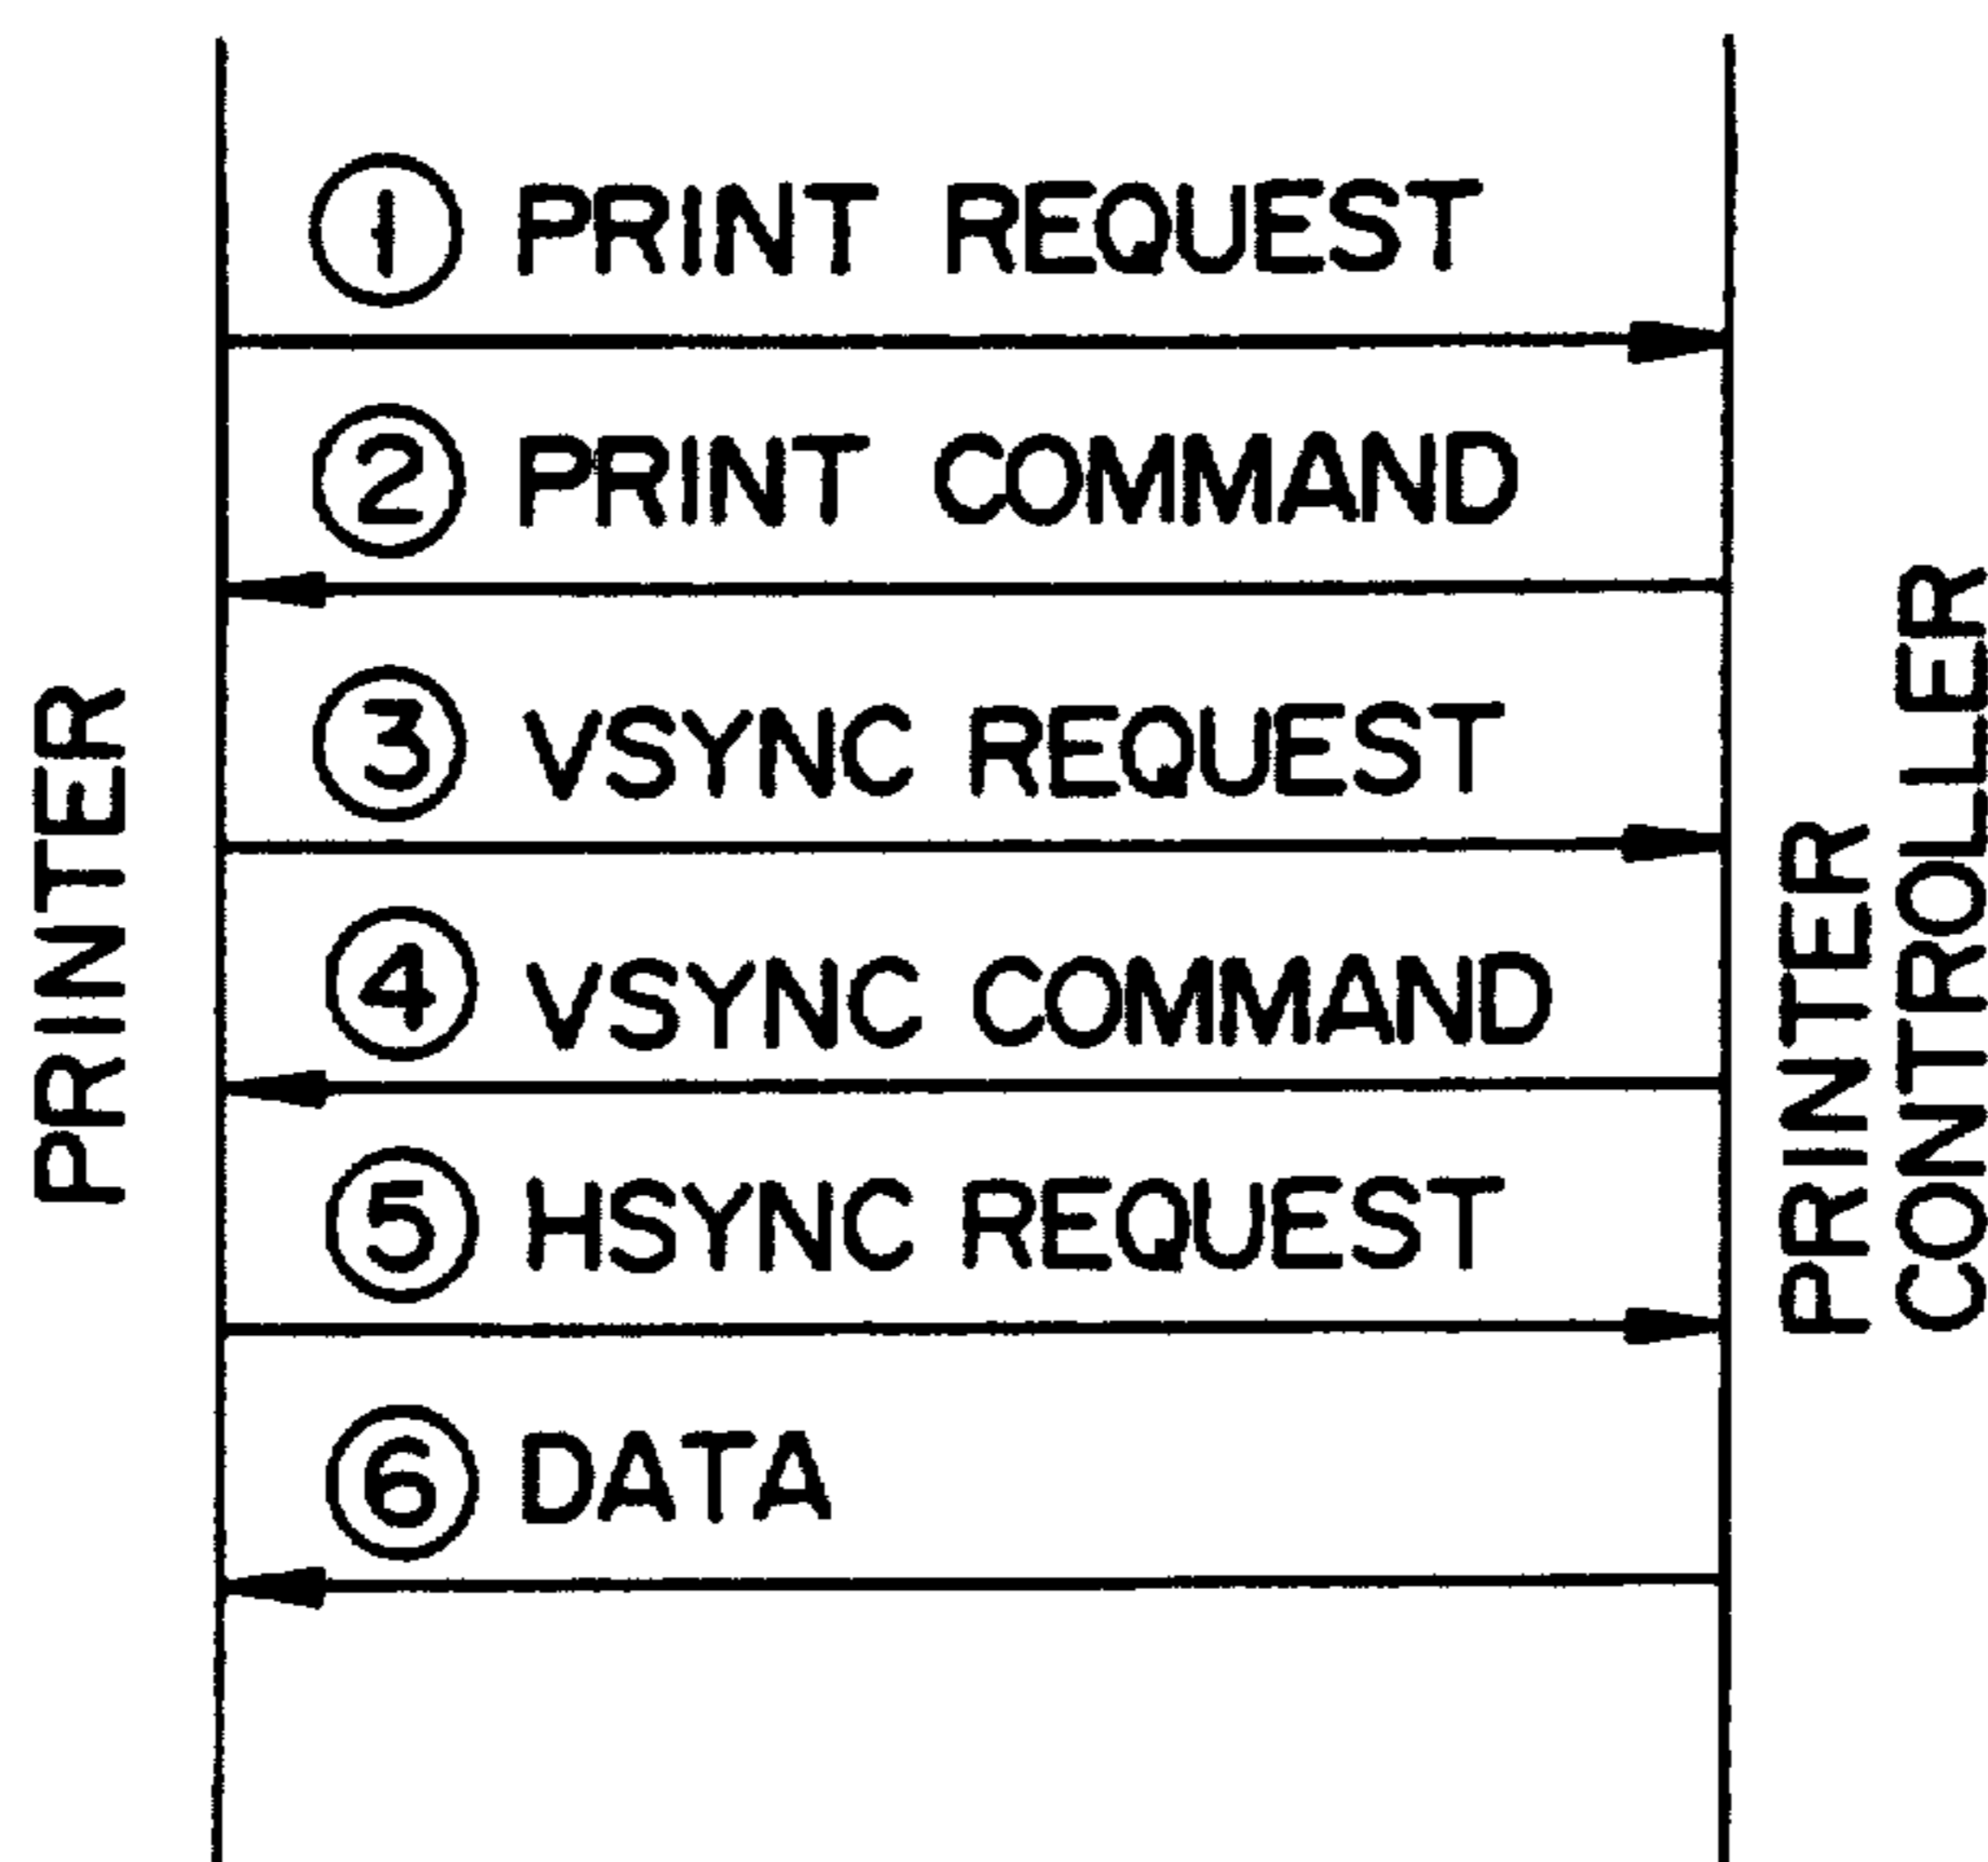 ① PRINT REQUEST
② PRINT COMMAND
③ VSYNC REQUEST
④ VSYNC COMMAND
⑤ HSYNC REQUEST
⑥ DATA
PRINTER
PRINTER
CONTROLLER